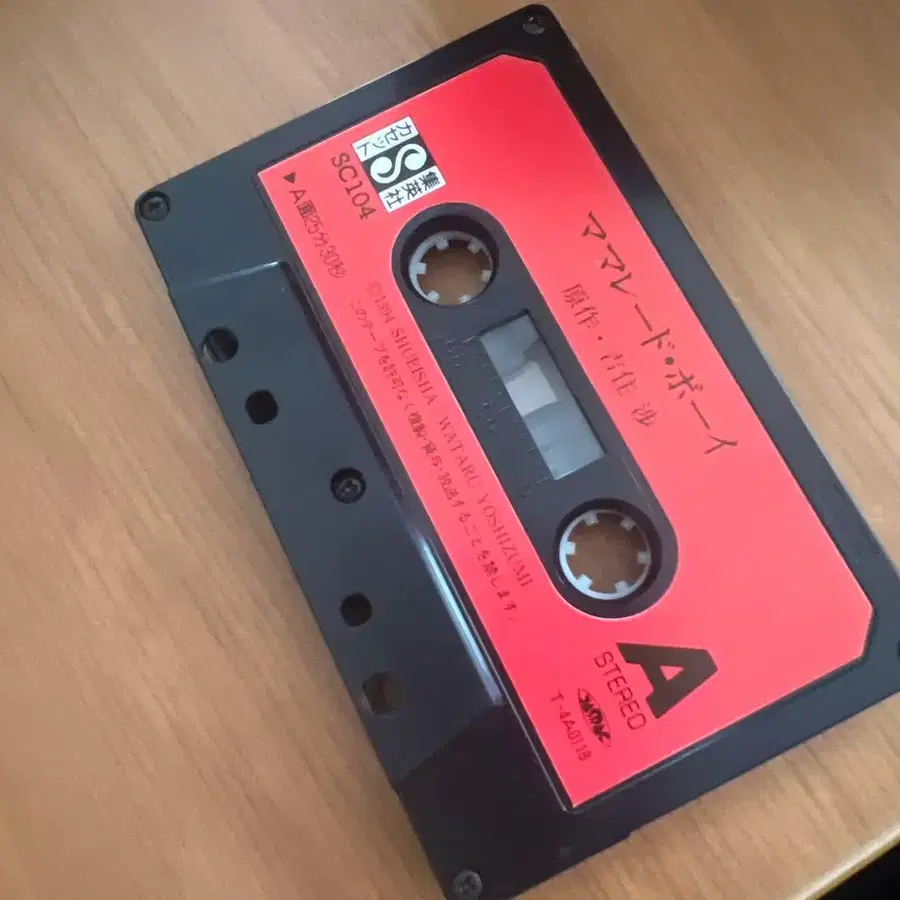 ママレード・ボーイ
原作・吉住 渉
カセット
S
集英社
SC104
▶A面25分30秒
©1994 SHUEISHA WATARU YOSHIZUMI
このテープを許可なく複製・賃貸・放送することを禁じます。
A
STEREO
JASRAC
T-4A0118